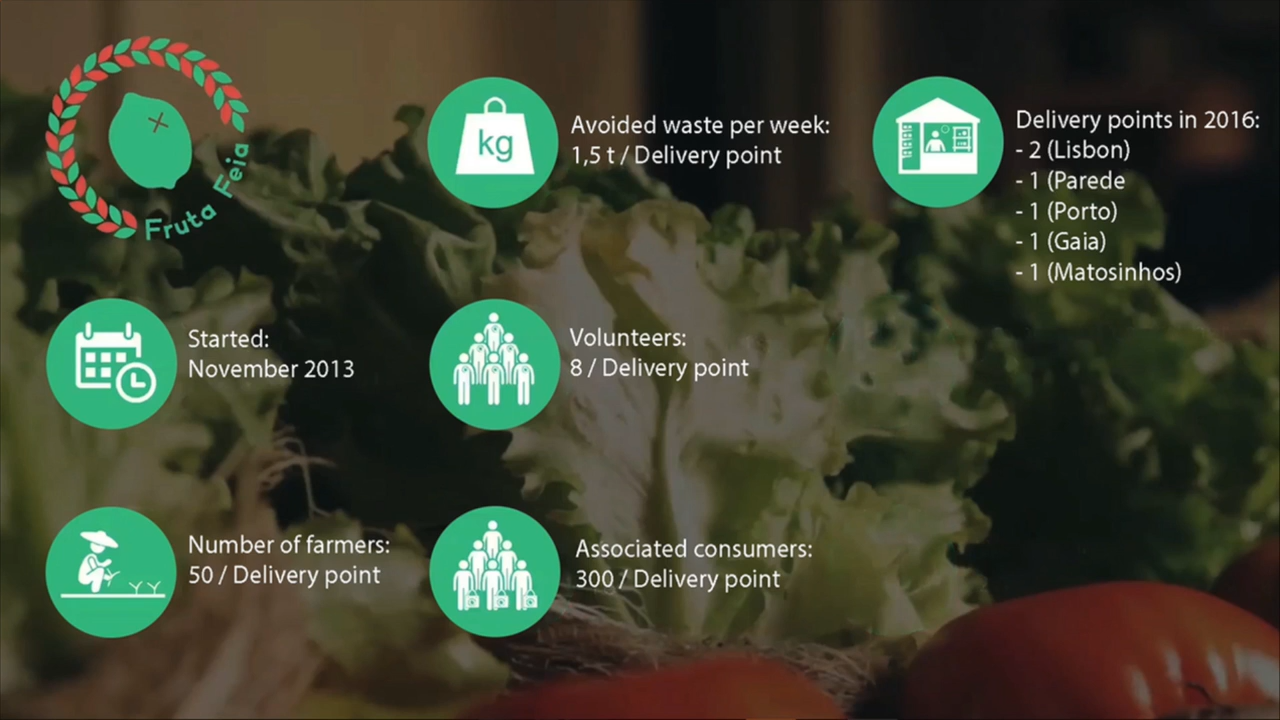 Fruta Feia
kg
Avoided waste per week:
1,5 t / Delivery point
Delivery points in 2016:
- 2 (Lisbon)
- 1 (Parede
- 1 (Porto)
- 1 (Gaia)
- 1 (Matosinhos)
Started:
November 2013
Volunteers:
8 / Delivery point
Number of farmers:
50 / Delivery point
Associated consumers:
300 / Delivery point